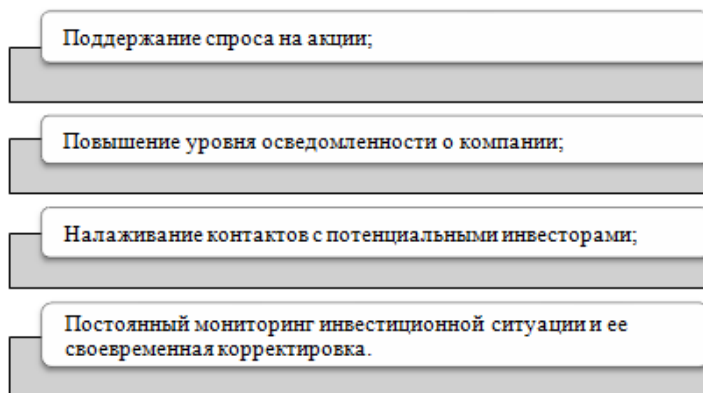 Поддержание спроса на акции;
Повышение уровня осведомленности о компании;
Налаживание контактов с потенциальными инвесторами;
Постоянный мониторинг инвестиционной ситуации и ее
своевременная корректировка.